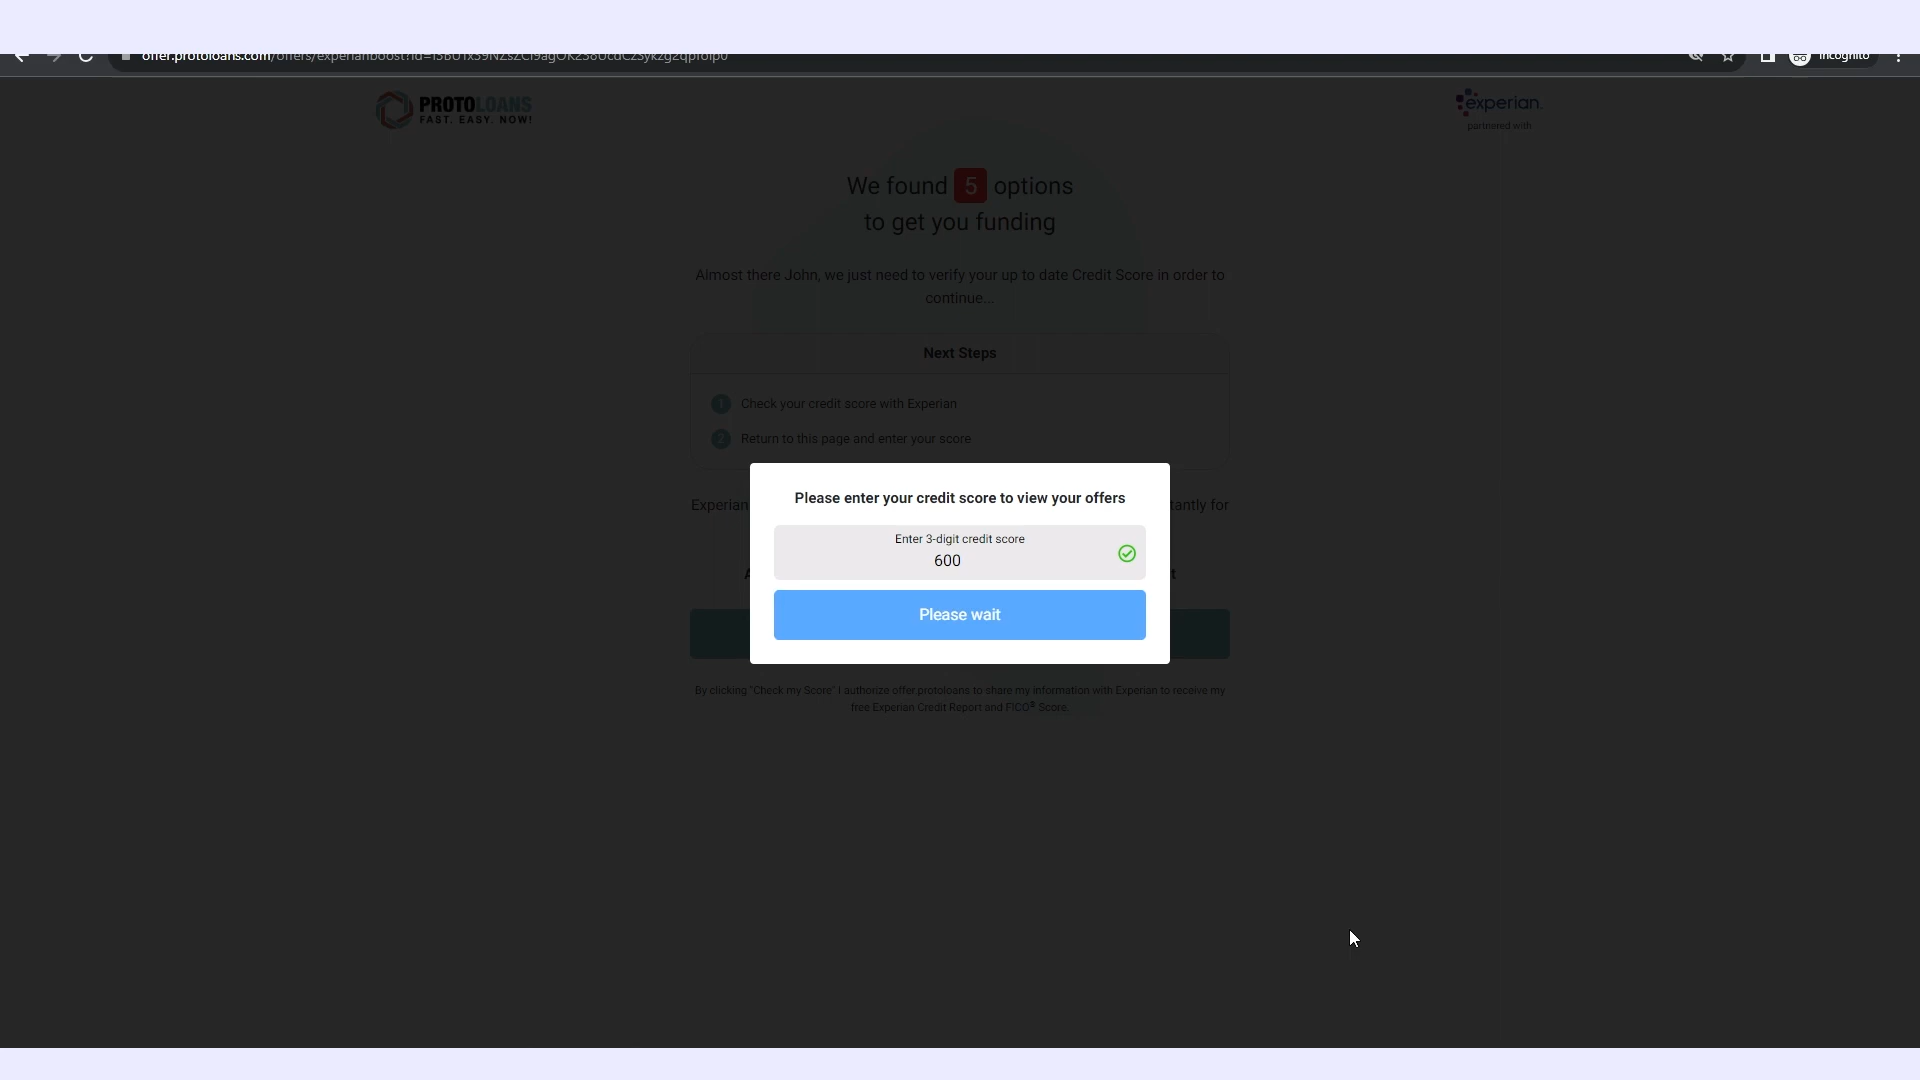 offer.protoloans.com/offers/experianboost?id=
Incognito
PROTOLOANS
FAST. EASY. NOW!
experian.
partnered with
We found 5 options
to get you funding
Almost there John, we just need to verify your up to date Credit Score in order to
continue...
Next Steps
1 Check your credit score with Experian
2 Return to this page and enter your score
Please enter your credit score to view your offers
Experian
tantly for
Enter 3-digit credit score
600
Please wait
By clicking "Check my Score" I authorize offer.protoloans to share my information with Experian to receive my
free Experian Credit Report and FICO® Score.